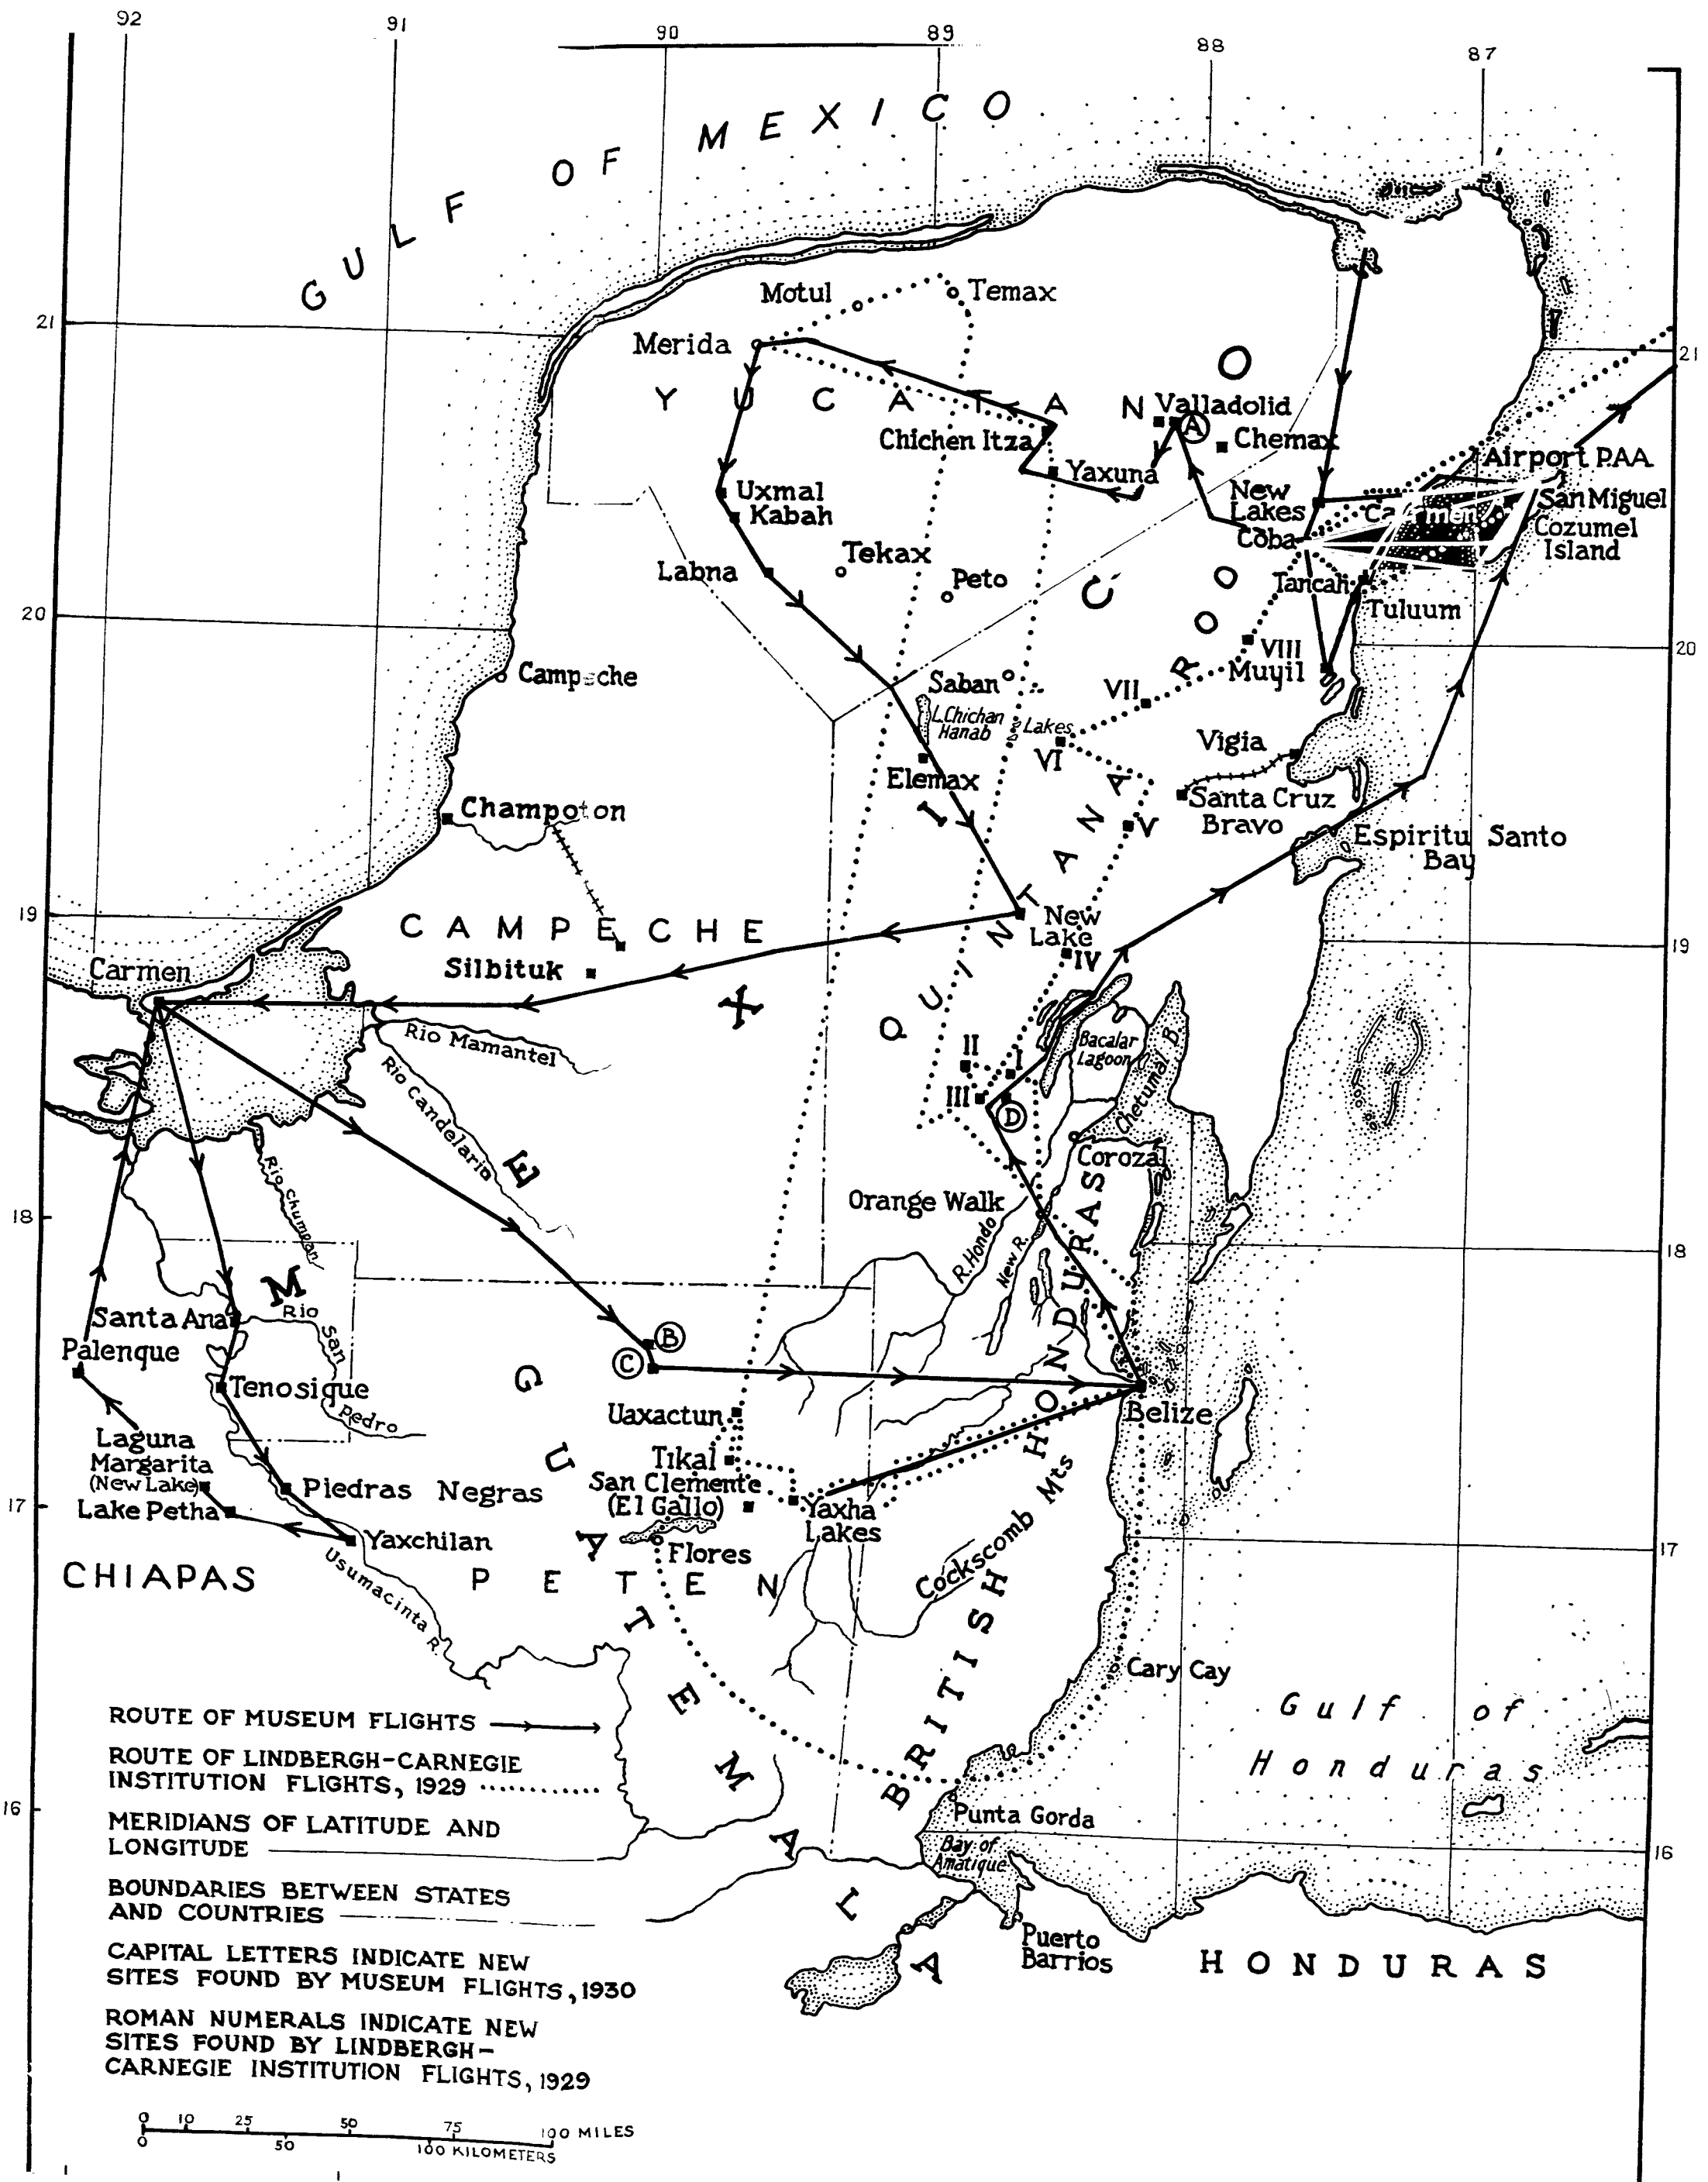 92
91
90
89
88
87
GULF OF MEXICO
Motul
Temax
21
Merida
21
YUCATAN
Valladolid
A
Chichen Itza
Chemax
Yaxuna
Airport P.A.A.
Uxmal
New
Lakes
San Miguel
Kabah
Coba
Cozumel
Island
Tekax
Labna
Peto
Tancah
Tuluum
20
20
VIII
Muyil
Campeche
Saban
VII
L.Chichan
Hanab
Lakes
VI
Vigia
Elemax
Santa Cruz
Bravo
Champoton
V
Espiritu Santo
Bay
QUINTANA ROO
19
CAMPECHE
New
Lake
19
IV
Silbituk
Carmen
MEXICO
Rio Mamantel
Bacalar
Lagoon
II
I
III
D
Chetumal B.
Rio Candelario
Corozal
Rio Chumpan
Orange Walk
18
R. Hondo
New R.
18
Santa Ana
Rio San Pedro
Palenque
B
C
Tenosique
Belize
Uaxactun
Laguna
Margarita
(New Lake)
Tikal
San Clemente
(El Gallo)
Piedras Negras
Yaxha
Lakes
17
Lake Petha
Yaxchilan
Flores
Cockscomb Mts
17
CHIAPAS
Usumacinta R.
PETEN
GUATEMALA
BRITISH HONDURAS
Cary Cay
Gulf of
Honduras
ROUTE OF MUSEUM FLIGHTS
ROUTE OF LINDBERGH-CARNEGIE
INSTITUTION FLIGHTS, 1929
16
MERIDIANS OF LATITUDE AND
LONGITUDE
Punta Gorda
Bay of
Amatique
16
BOUNDARIES BETWEEN STATES
AND COUNTRIES
Puerto
Barrios
HONDURAS
CAPITAL LETTERS INDICATE NEW
SITES FOUND BY MUSEUM FLIGHTS, 1930
ROMAN NUMERALS INDICATE NEW
SITES FOUND BY LINDBERGH-
CARNEGIE INSTITUTION FLIGHTS, 1929
0 10 25 50 75 100 MILES
0 50 100 KILOMETERS